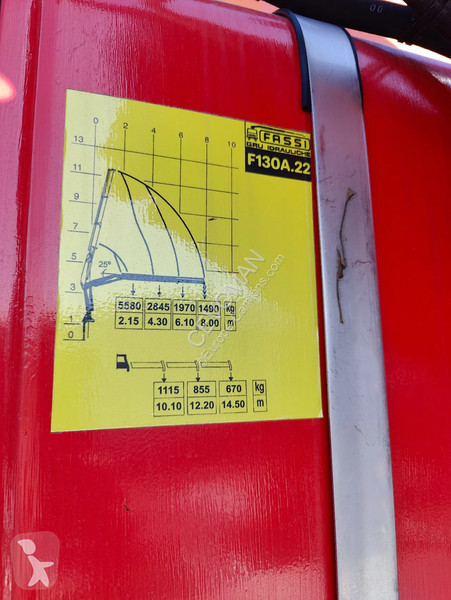 FASSI
GRU IDRAULICHE
F130A.22
0 2 4 6 8 10
13
11
9
7
5
3
1
0
25°
5580 2845 1970 1490 kg
2.15 4.30 6.10 8.00 m
1115 855 670 kg
10.10 12.20 14.50 m